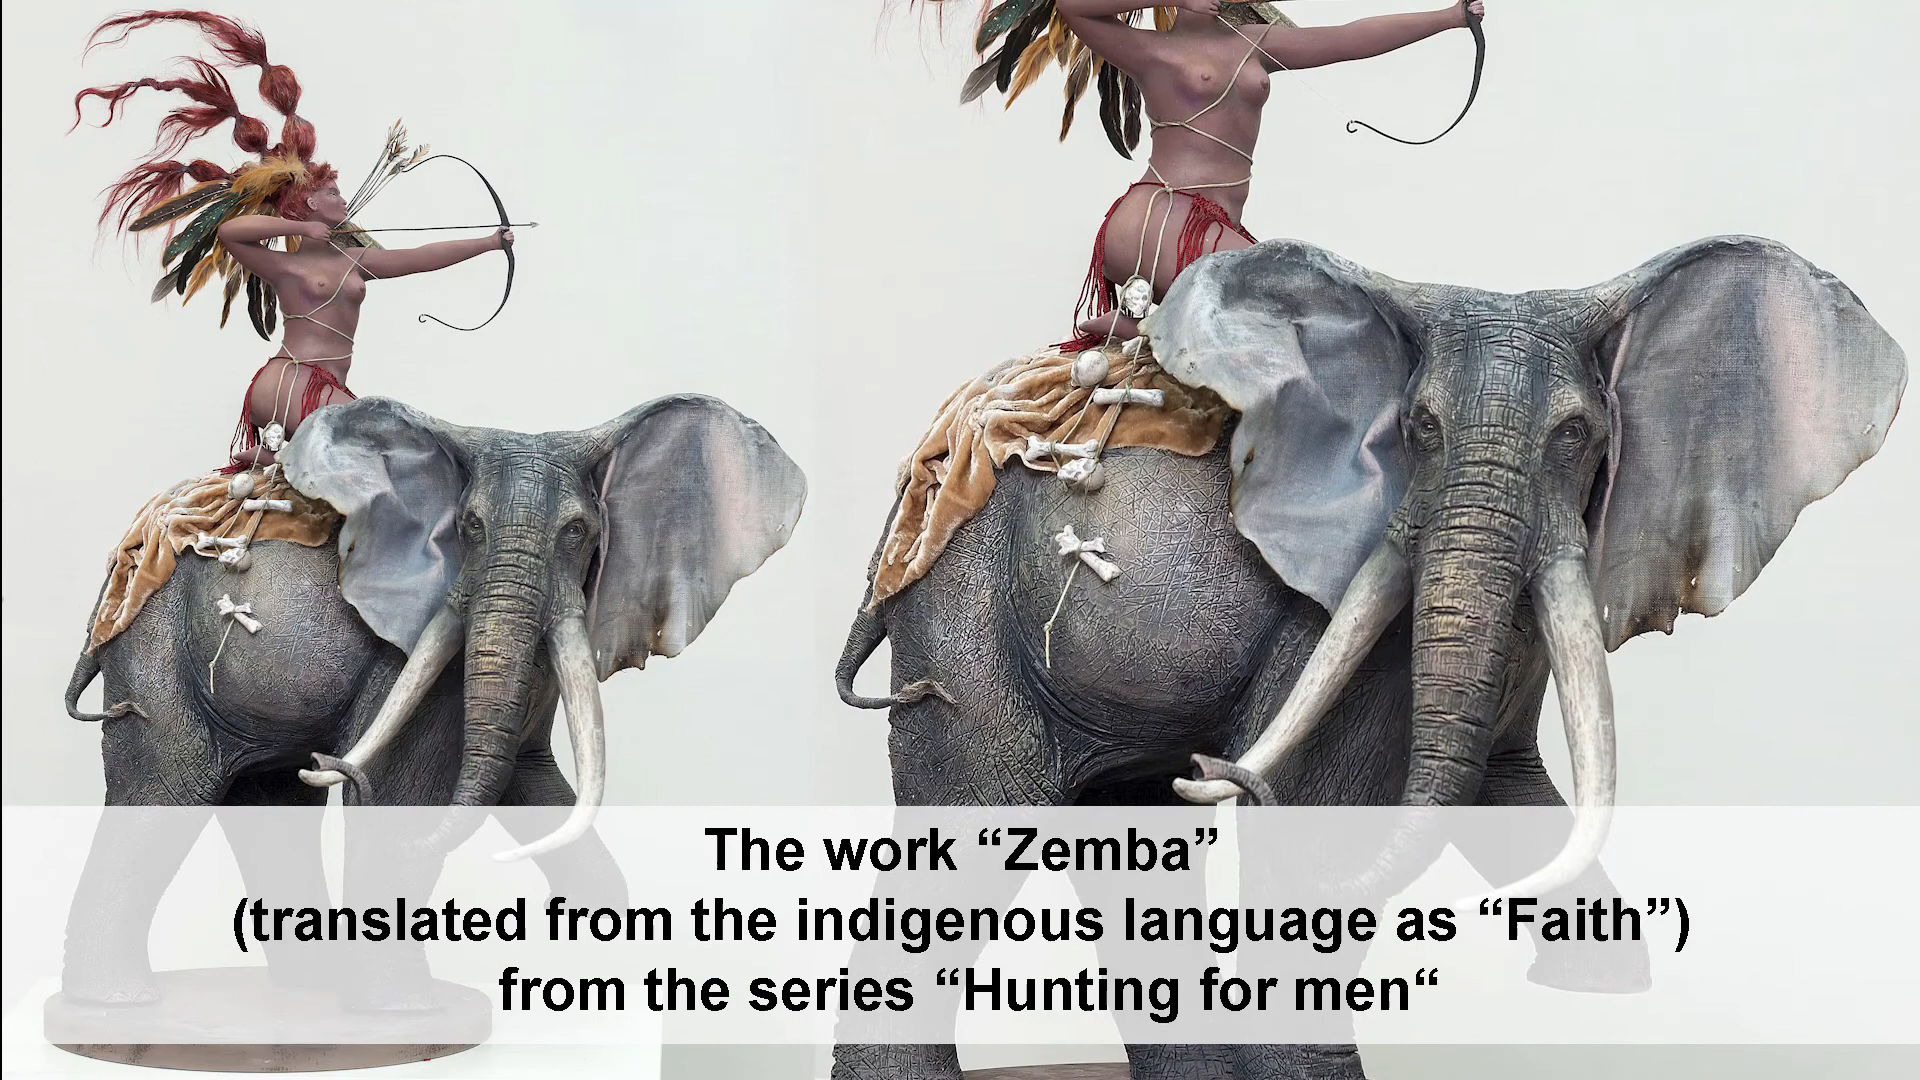 The work “Zemba”
(translated from the indigenous language as “Faith”)
from the series “Hunting for men“